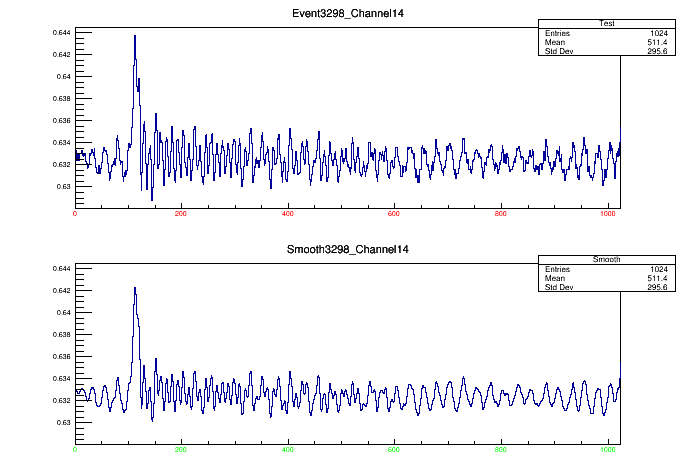 Event3298_Channel14
Test
Entries 1024
Mean 511.4
Std Dev 295.6
0.644
0.642
0.64
0.638
0.636
0.634
0.632
0.63
0 200 400 600 800 1000
Smooth3298_Channel14
Smooth
Entries 1024
Mean 511.4
Std Dev 295.6
0.644
0.642
0.64
0.638
0.636
0.634
0.632
0.63
0 200 400 600 800 1000